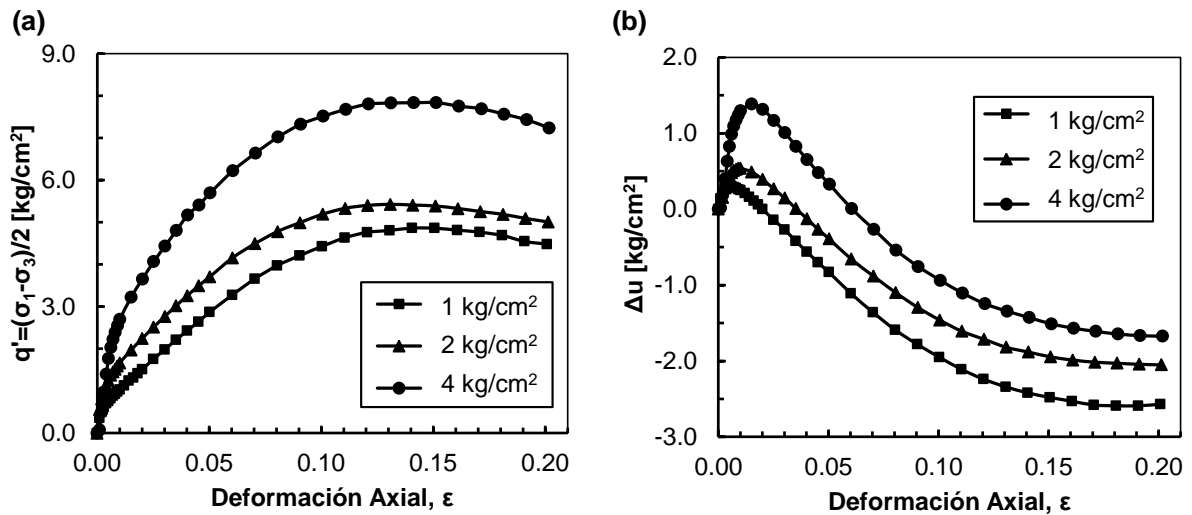 (a)
q'=(σ₁-σ₃)/2 [kg/cm²]
9.0
6.0
3.0
0.0
1 kg/cm²
2 kg/cm²
4 kg/cm²
0.00 0.05 0.10 0.15 0.20
Deformación Axial, ε
(b)
Δu [kg/cm²]
2.0
1.0
0.0
-1.0
-2.0
-3.0
1 kg/cm²
2 kg/cm²
4 kg/cm²
0.00 0.05 0.10 0.15 0.20
Deformación Axial, ε